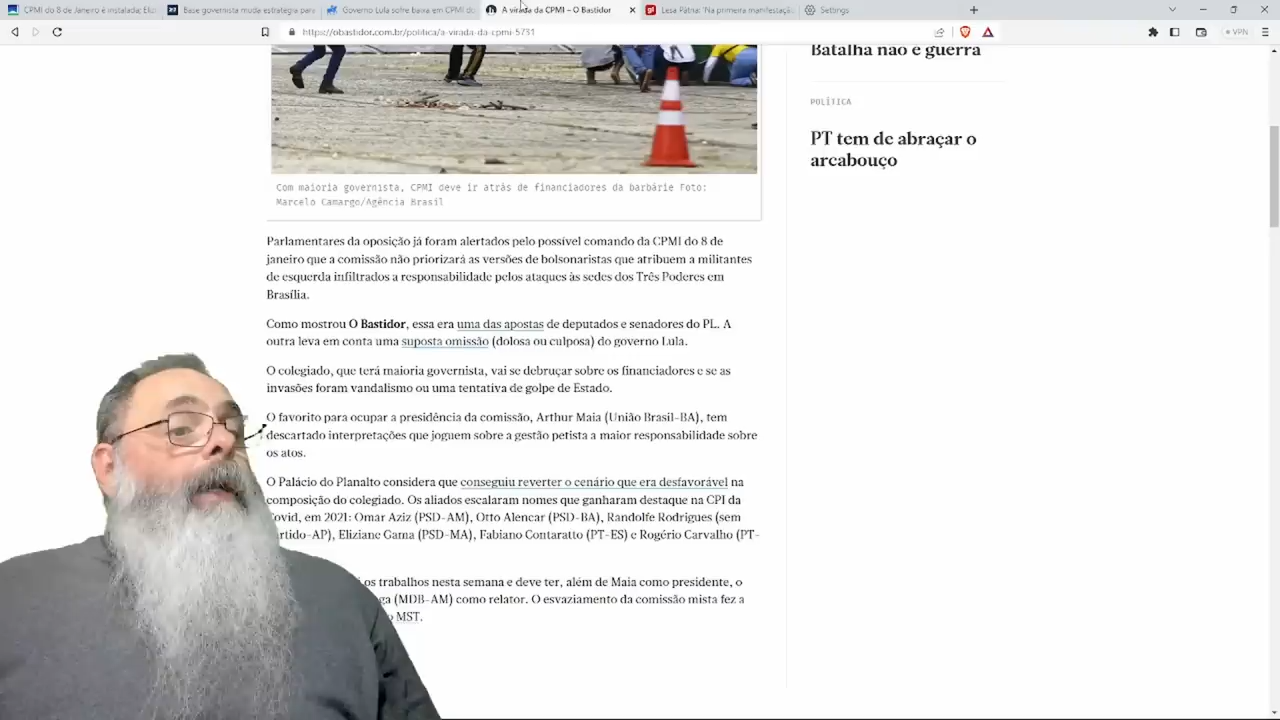 CPMI do 8 de Janeiro é instalada; Eliz
Base governista muda estratégia para
Governo Lula sofre baixa em CPMI do
A virada da CPMI – O Bastidor
Lesa Pátria: 'Na primeira manifestação
Settings
https://obastidor.com.br/politica/a-virada-da-cpmi-5731
VPN
Batalha não é guerra
POLÍTICA
PT tem de abraçar o
arcabouço
Com maioria governista, CPMI deve ir atrás de financiadores da barbárie Foto:
Marcelo Camargo/Agência Brasil
Parlamentares da oposição já foram alertados pelo possível comando da CPMI do 8 de
janeiro que a comissão não priorizará as versões de bolsonaristas que atribuem a militantes
de esquerda infiltrados a responsabilidade pelos ataques às sedes dos Três Poderes em
Brasília.
Como mostrou O Bastidor, essa era uma das apostas de deputados e senadores do PL. A
outra leva em conta uma suposta omissão (dolosa ou culposa) do governo Lula.
O colegiado, que terá maioria governista, vai se debruçar sobre os financiadores e se as
invasões foram vandalismo ou uma tentativa de golpe de Estado.
O favorito para ocupar a presidência da comissão, Arthur Maia (União Brasil-BA), tem
descartado interpretações que joguem sobre a gestão petista a maior responsabilidade sobre
os atos.
O Palácio do Planalto considera que conseguiu reverter o cenário que era desfavorável na
composição do colegiado. Os aliados escalaram nomes que ganharam destaque na CPI da
Covid, em 2021: Omar Aziz (PSD-AM), Otto Alencar (PSD-BA), Randolfe Rodrigues (sem
artido-AP), Eliziane Gama (PSD-MA), Fabiano Contaratto (PT-ES) e Rogério Carvalho (PT-
os trabalhos nesta semana e deve ter, além de Maia como presidente, o
ga (MDB-AM) como relator. O esvaziamento da comissão mista fez a
o MST.